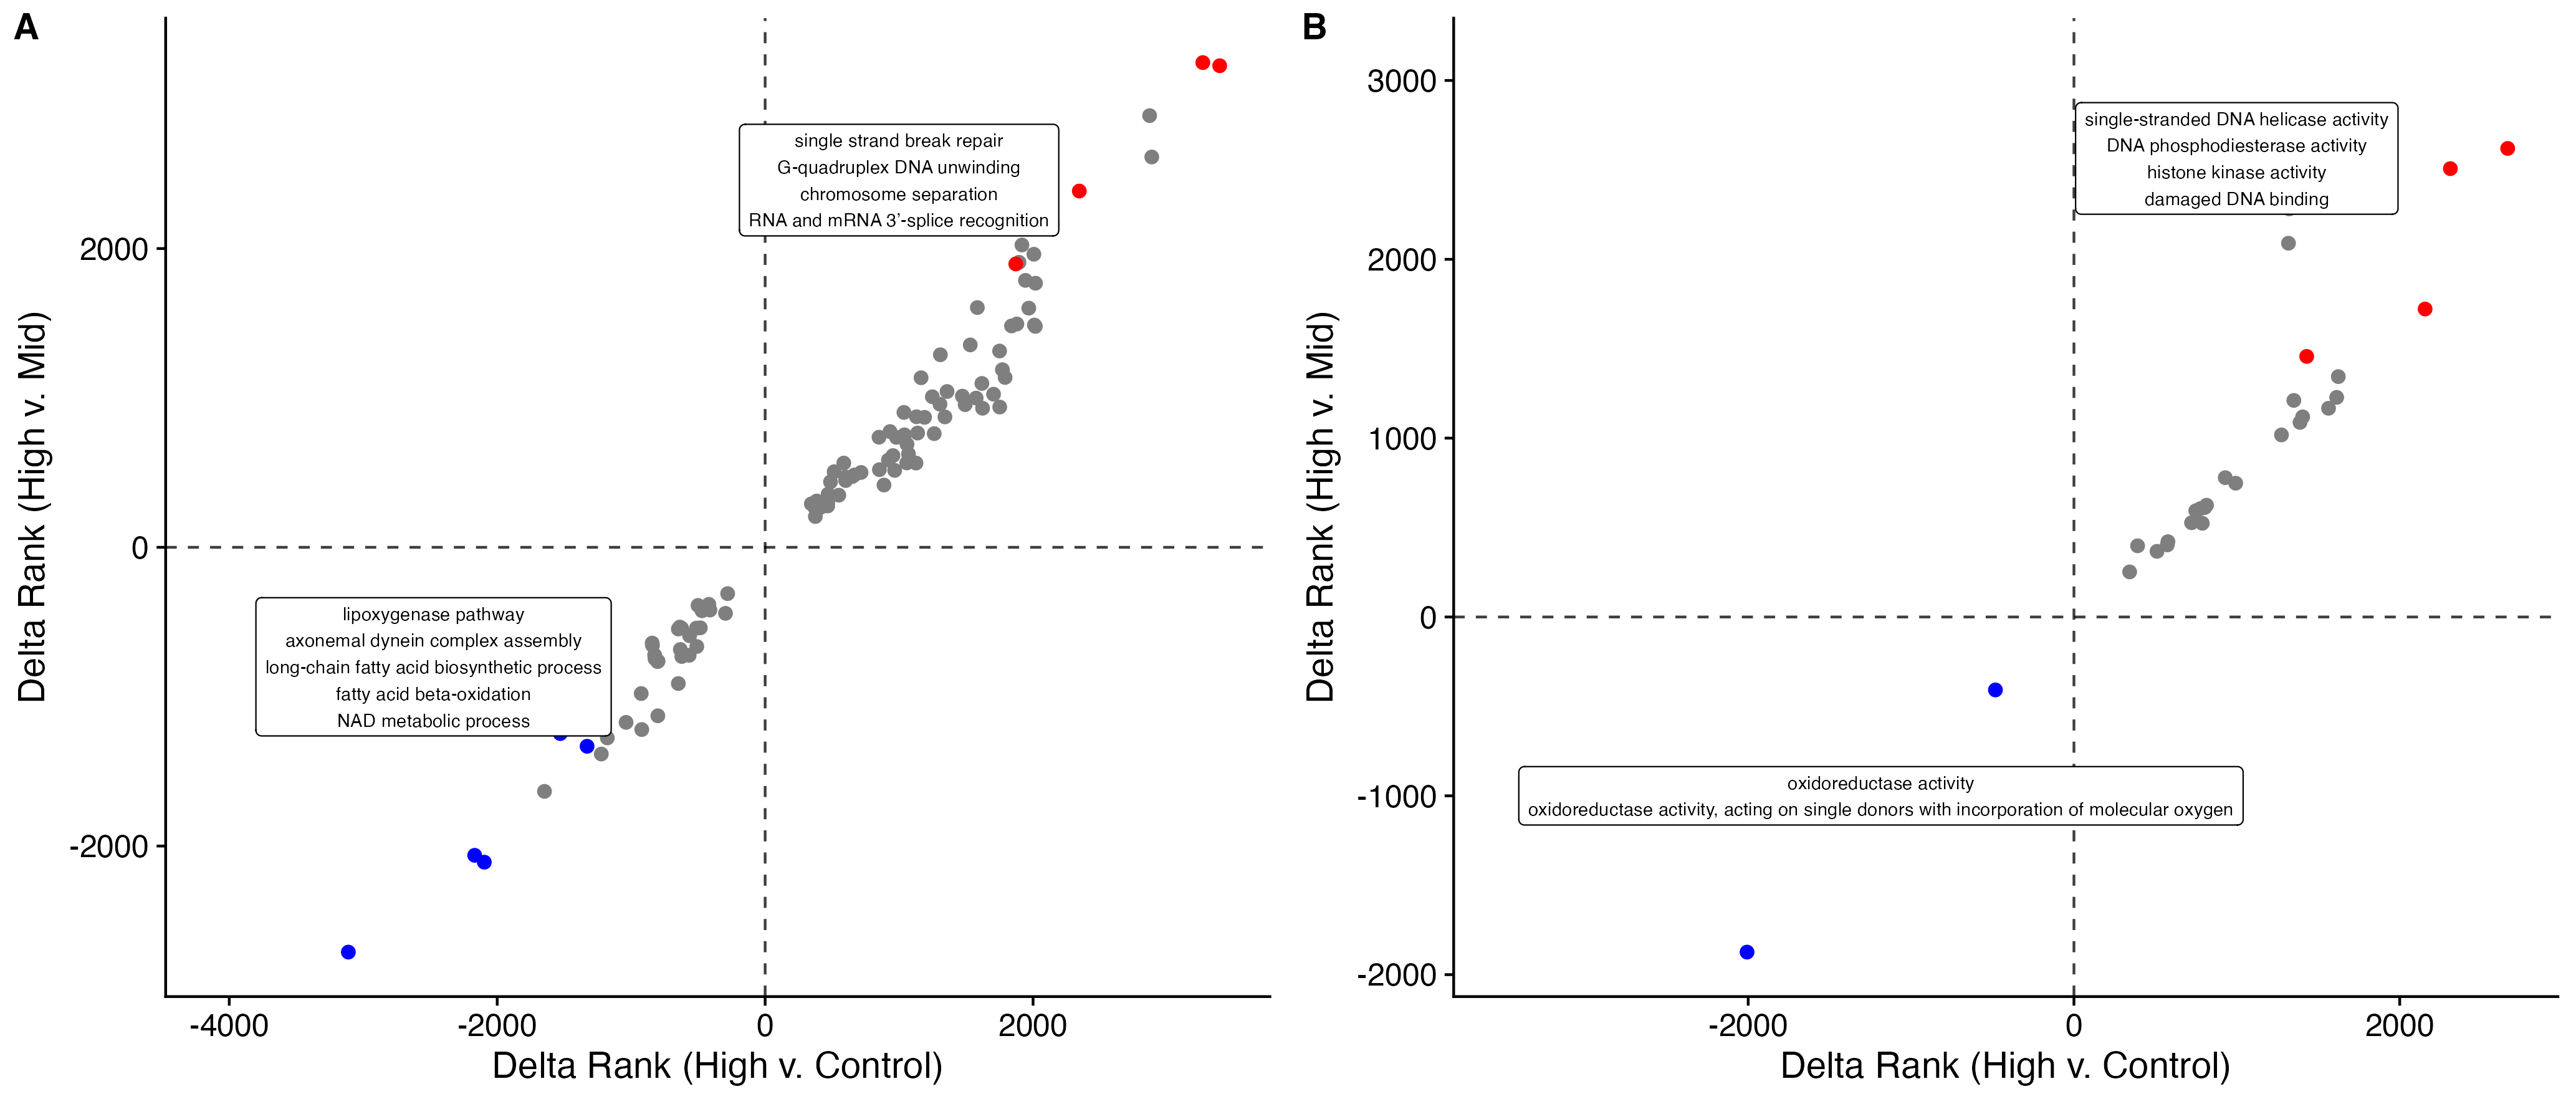 A
Delta Rank (High v. Mid)
2000
0
-2000
single strand break repair
G-quadruplex DNA unwinding
chromosome separation
RNA and mRNA 3'-splice recognition
lipoxygenase pathway
axonemal dynein complex assembly
long-chain fatty acid biosynthetic process
fatty acid beta-oxidation
NAD metabolic process
-4000
-2000
0
2000
Delta Rank (High v. Control)
B
Delta Rank (High v. Mid)
3000
2000
1000
0
-1000
-2000
single-stranded DNA helicase activity
DNA phosphodiesterase activity
histone kinase activity
damaged DNA binding
oxidoreductase activity
oxidoreductase activity, acting on single donors with incorporation of molecular oxygen
-2000
0
2000
Delta Rank (High v. Control)